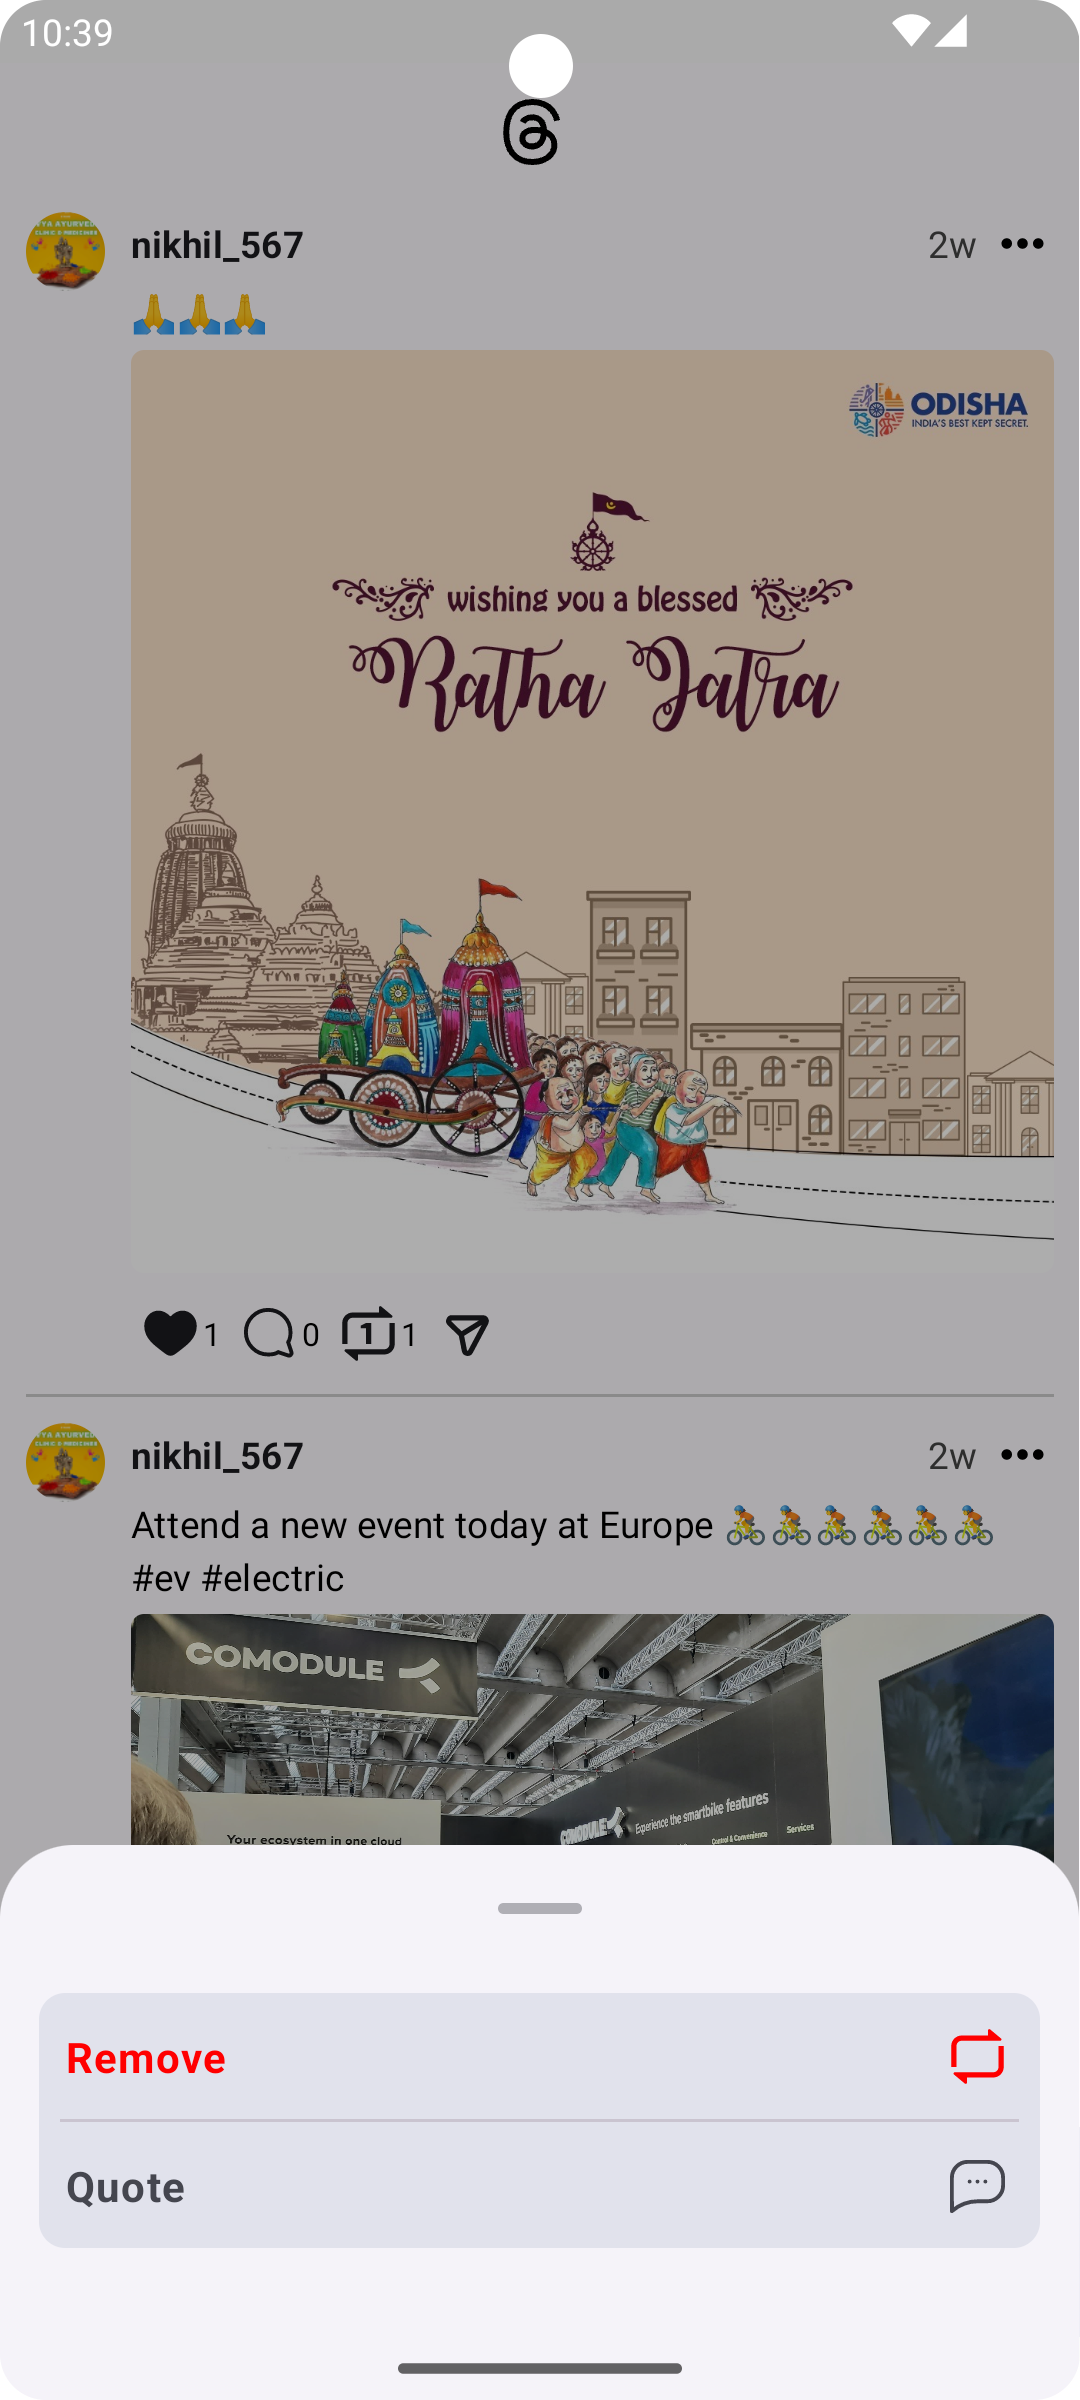 10:39
nikhil_567
2w
🙏🙏🙏
ODISHA
INDIA'S BEST KEPT SECRET.
wishing you a blessed
Ratha Jatra
1
0
1
1
nikhil_567
2w
Attend a new event today at Europe 🚴🚴🚴🚴🚴🚴
#ev #electric
COMODULE
Experience the smartbike features
COMODULE
Control & Convenience
Services
Your ecosystem in one cloud
Remove
Quote